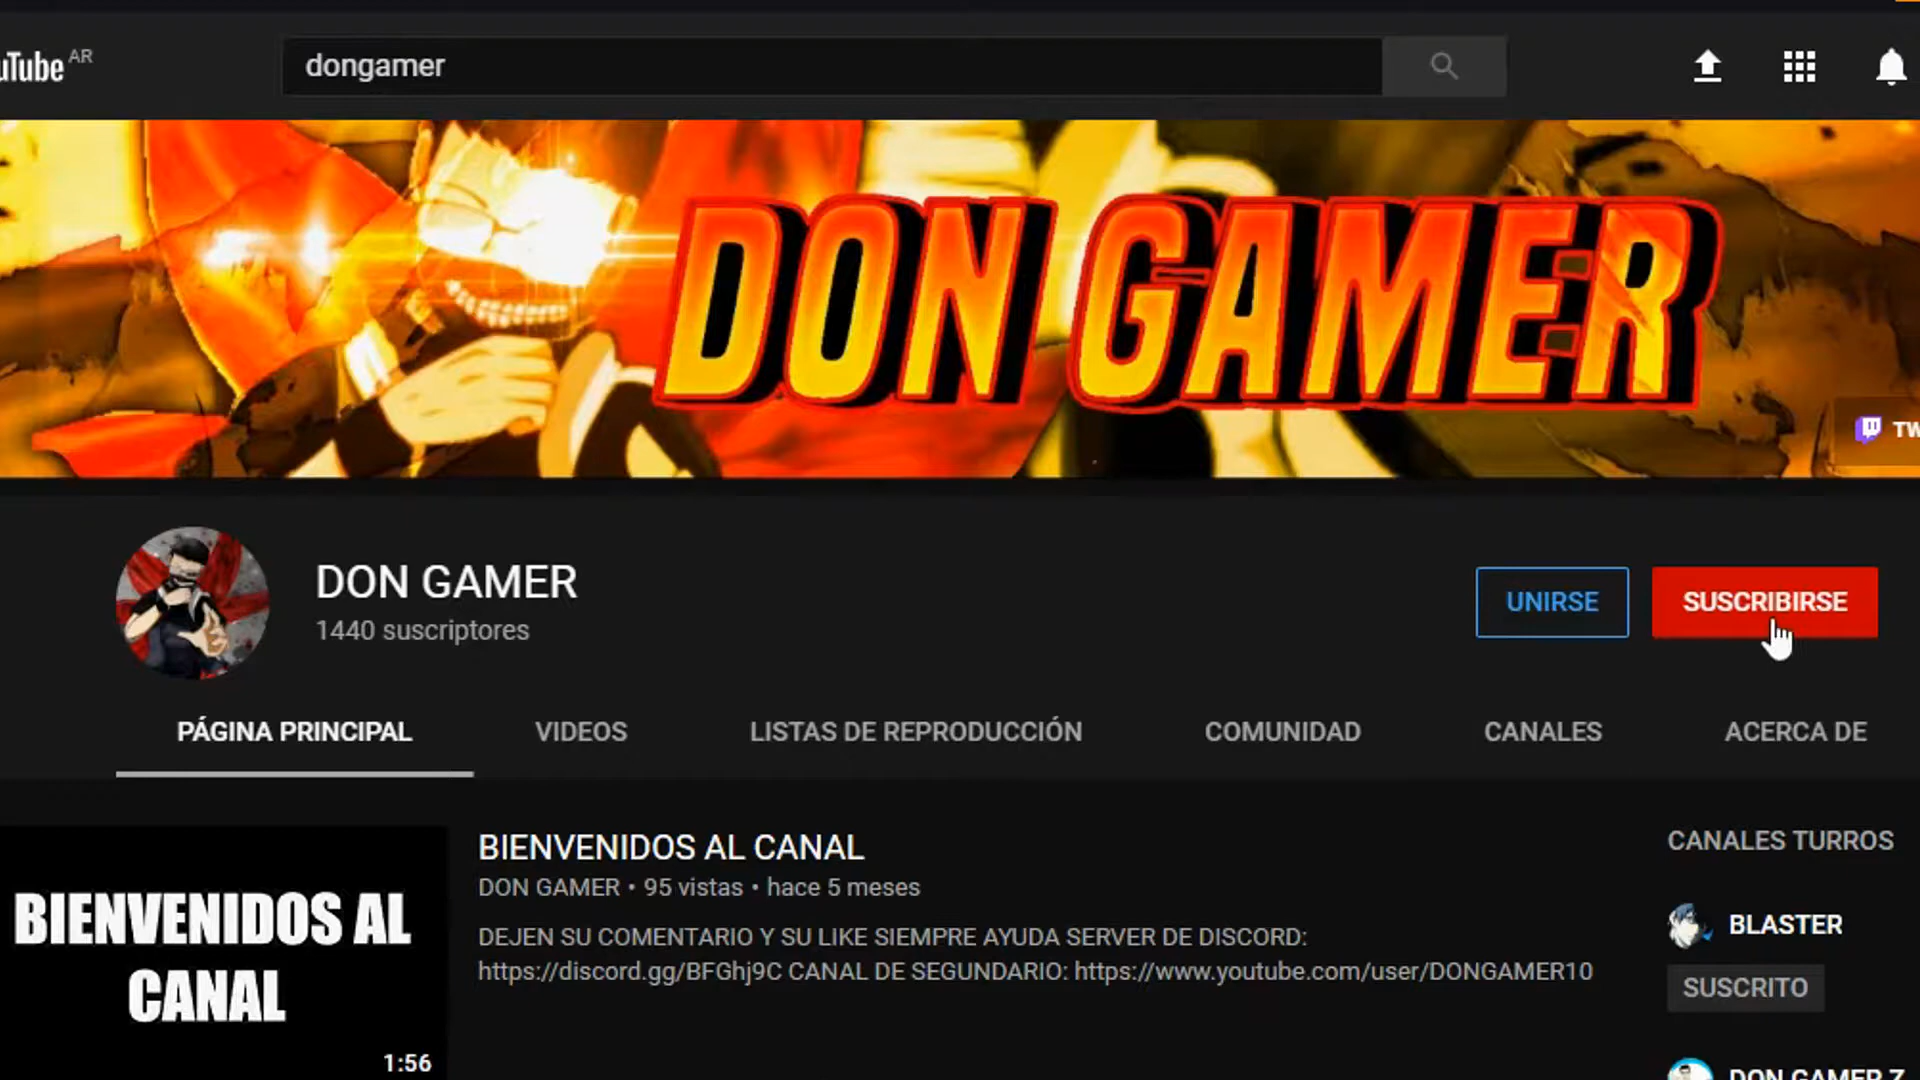 uTube AR
dongamer
DON GAMER
TW
DON GAMER
1440 suscriptores
UNIRSE
SUSCRIBIRSE
PÁGINA PRINCIPAL
VIDEOS
LISTAS DE REPRODUCCIÓN
COMUNIDAD
CANALES
ACERCA DE
BIENVENIDOS AL
CANAL
1:56
BIENVENIDOS AL CANAL
DON GAMER • 95 vistas • hace 5 meses
DEJEN SU COMENTARIO Y SU LIKE SIEMPRE AYUDA SERVER DE DISCORD:
https://discord.gg/BFGhj9C CANAL DE SEGUNDARIO: https://www.youtube.com/user/DONGAMER10
CANALES TURROS
BLASTER
SUSCRITO
DON GAMER Z